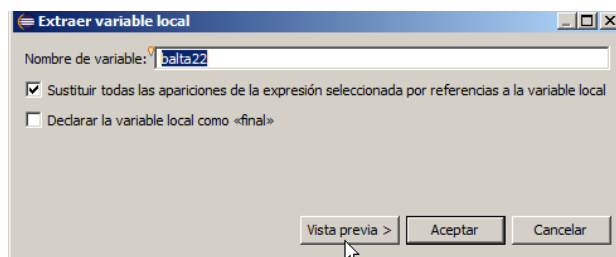 Extraer variable local
Nombre de variable: balta22
Sustituir todas las apariciones de la expresión seleccionada por referencias a la variable local
Declarar la variable local como «final»
Vista previa > Aceptar Cancelar